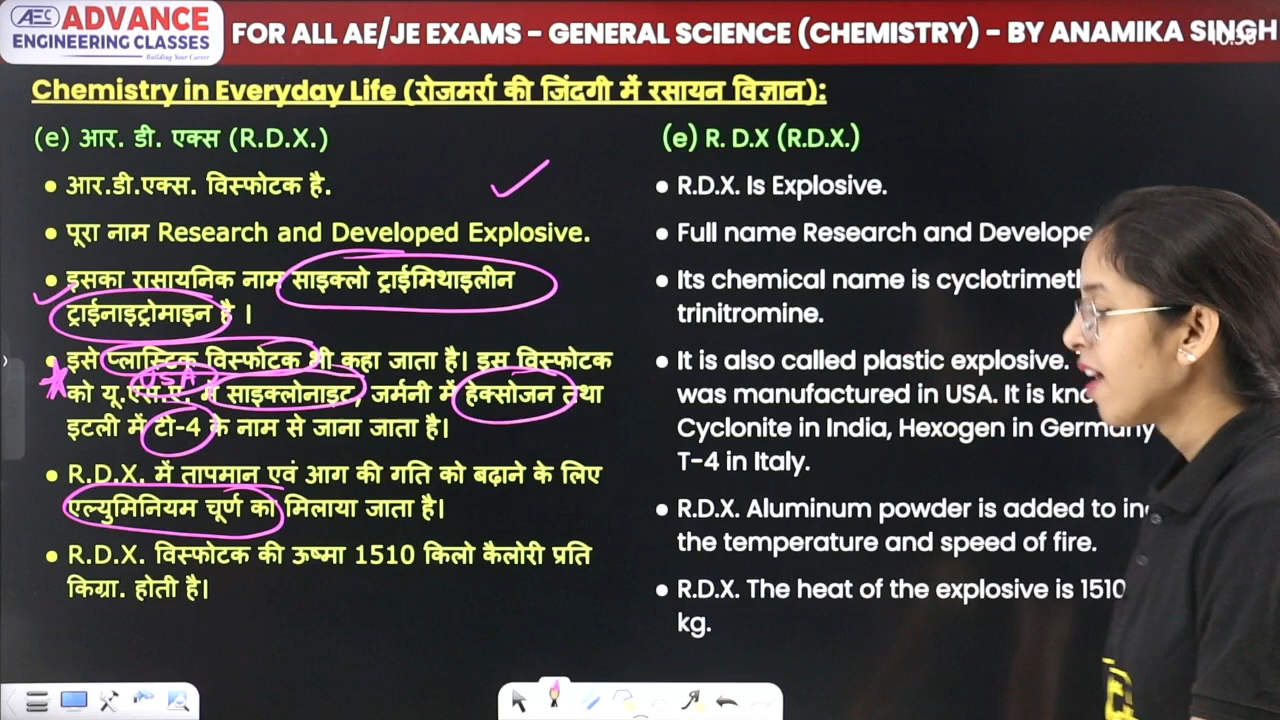 AEC ADVANCE
ENGINEERING CLASSES
Building Your Career
FOR ALL AE/JE EXAMS - GENERAL SCIENCE (CHEMISTRY) - BY ANAMIKA SINGH
Chemistry in Everyday Life (रोजमर्रा की जिंदगी में रसायन विज्ञान):
(e) आर. डी. एक्स (R.D.X.)
• आर.डी.एक्स. विस्फोटक है.
• पूरा नाम Research and Developed Explosive.
• इसका रासायनिक नाम साइक्लो ट्राईमिथाइलीन
ट्राईनाइट्रोमाइन है ।
• इसे प्लास्टिक विस्फोटक भी कहा जाता है। इस विस्फोटक
USA
को यू.एस.ए. में साइक्लोनाइट, जर्मनी में हेक्सोजन तथा
इटली में टी-4 के नाम से जाना जाता है।
• R.D.X. में तापमान एवं आग की गति को बढ़ाने के लिए
एल्युमिनियम चूर्ण का मिलाया जाता है।
• R.D.X. विस्फोटक की ऊष्मा 1510 किलो कैलोरी प्रति
किग्रा. होती है।
(e) R. D.X (R.D.X.)
• R.D.X. Is Explosive.
• Full name Research and Develope
• Its chemical name is cyclotrimeth
trinitromine.
• It is also called plastic explosive.
was manufactured in USA. It is kno
Cyclonite in India, Hexogen in Germany
T-4 in Italy.
• R.D.X. Aluminum powder is added to in
the temperature and speed of fire.
• R.D.X. The heat of the explosive is 1510
kg.